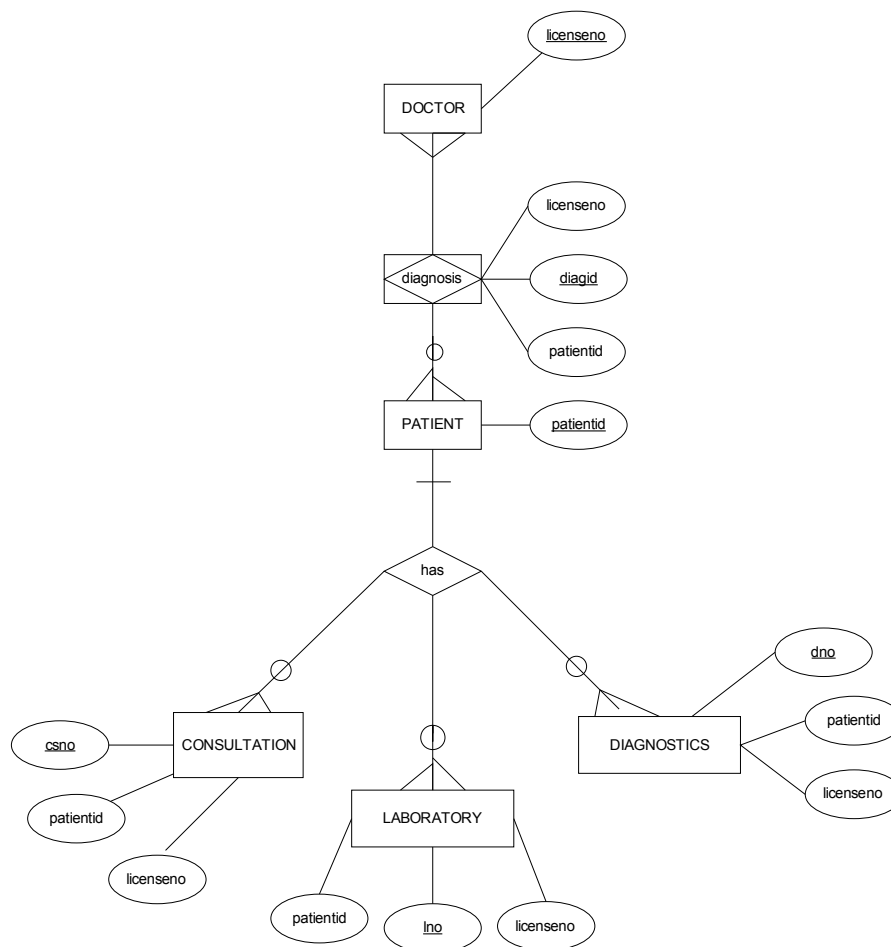 licenseno
DOCTOR
licenseno
diagnosis
diagid
patientid
PATIENT
patientid
has
dno
csno
CONSULTATION
patientid
DIAGNOSTICS
patientid
licenseno
LABORATORY
licenseno
patientid
lno
licenseno